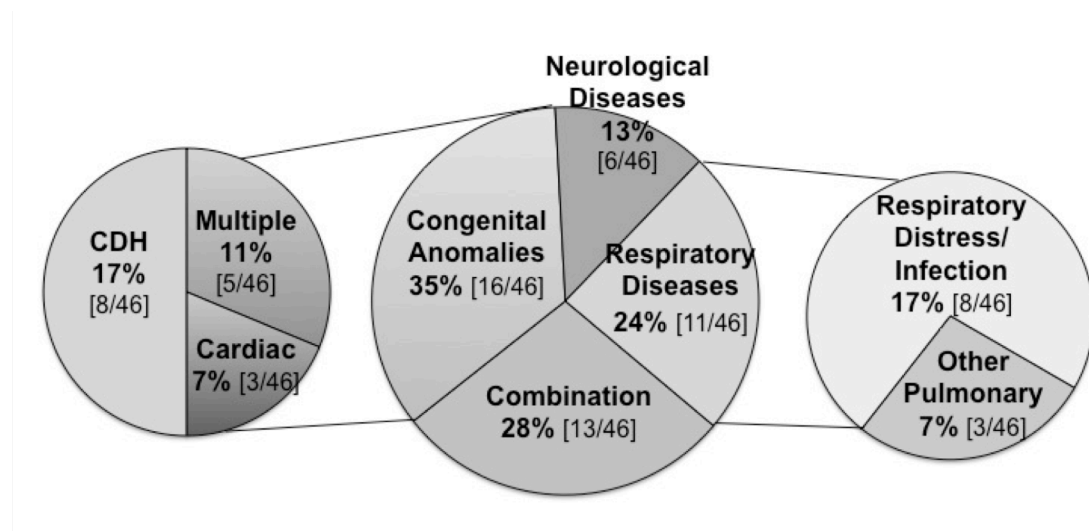 Neurological
Diseases
13%
[6/46]
CDH
17%
[8/46]
Multiple
11%
[5/46]
Cardiac
7% [3/46]
Congenital
Anomalies
35% [16/46]
Respiratory
Diseases
24% [11/46]
Combination
28% [13/46]
Respiratory
Distress/
Infection
17% [8/46]
Other
Pulmonary
7% [3/46]